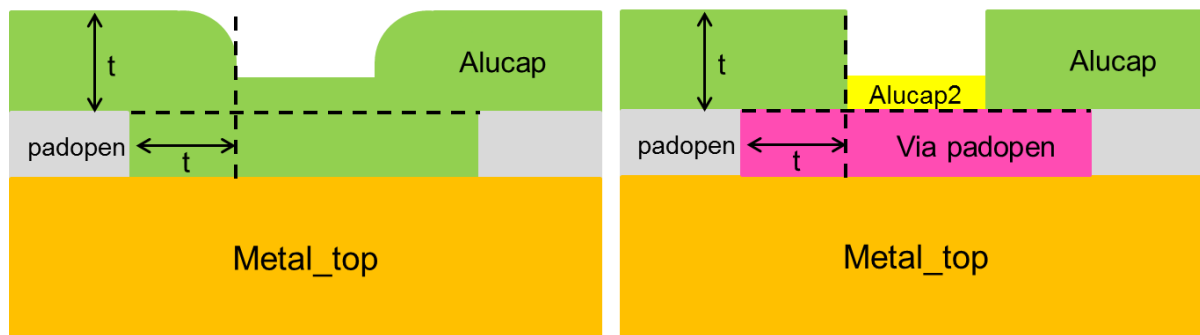 t
Alucap
padopen
t
Metal_top
t
Alucap
Alucap2
padopen
t
Via padopen
Metal_top